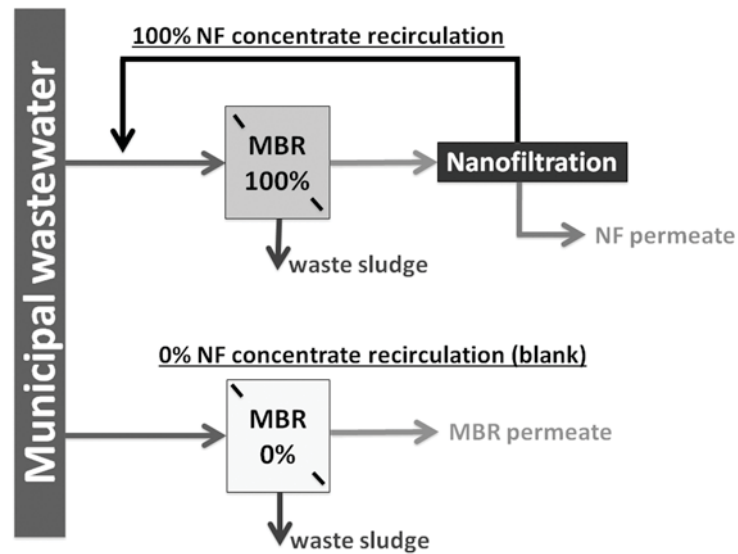 Municipal wastewater
100% NF concentrate recirculation
MBR
100%
Nanofiltration
NF permeate
waste sludge
0% NF concentrate recirculation (blank)
MBR
0%
MBR permeate
waste sludge